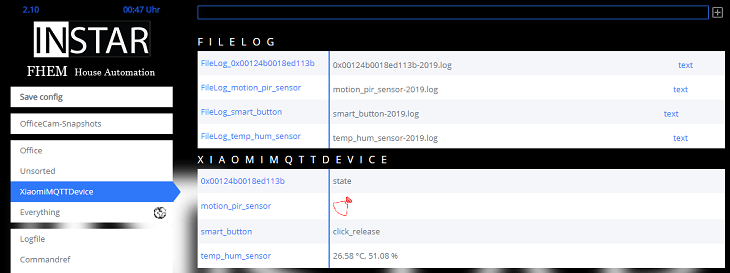 2.10 00:47 Uhr
INSTAR
FHEM House Automation
Save config
OfficeCam-Snapshots
Office
Unsorted
XiaomiMQTTDevice
Everything
Logfile
Commandref
FILELOG
FileLog_0x00124b0018ed113b 0x00124b0018ed113b-2019.log text
FileLog_motion_pir_sensor motion_pir_sensor-2019.log text
FileLog_smart_button smart_button-2019.log text
FileLog_temp_hum_sensor temp_hum_sensor-2019.log text
XIAOMIMQTTDEVICE
0x00124b0018ed113b state
motion_pir_sensor
smart_button click_release
temp_hum_sensor 26.58 °C, 51.08 %